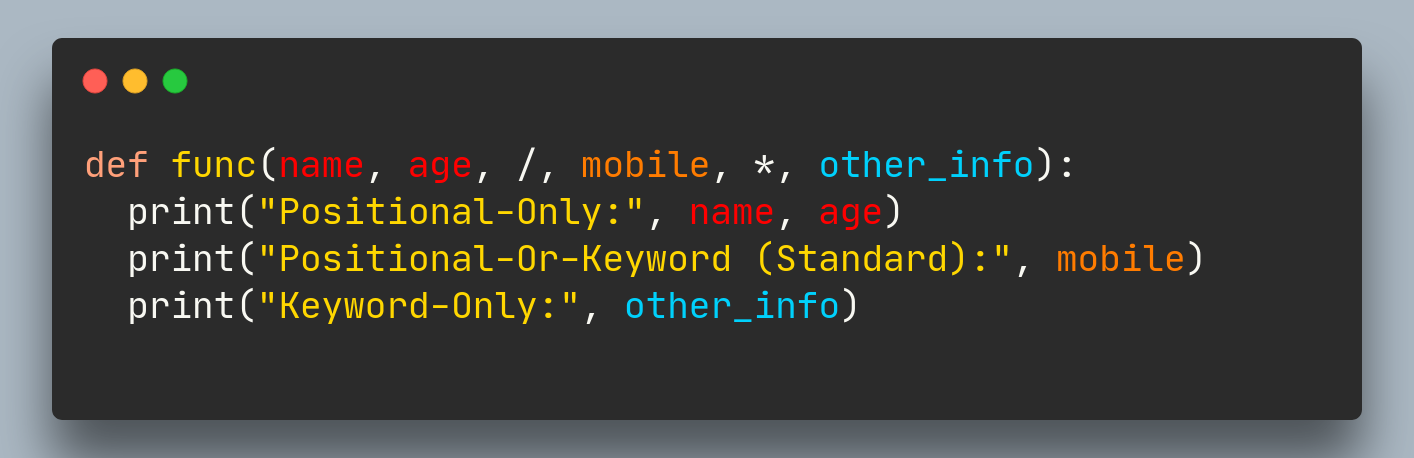 def func(name, age, /, mobile, *, other_info):
  print("Positional-Only:", name, age)
  print("Positional-Or-Keyword (Standard):", mobile)
  print("Keyword-Only:", other_info)